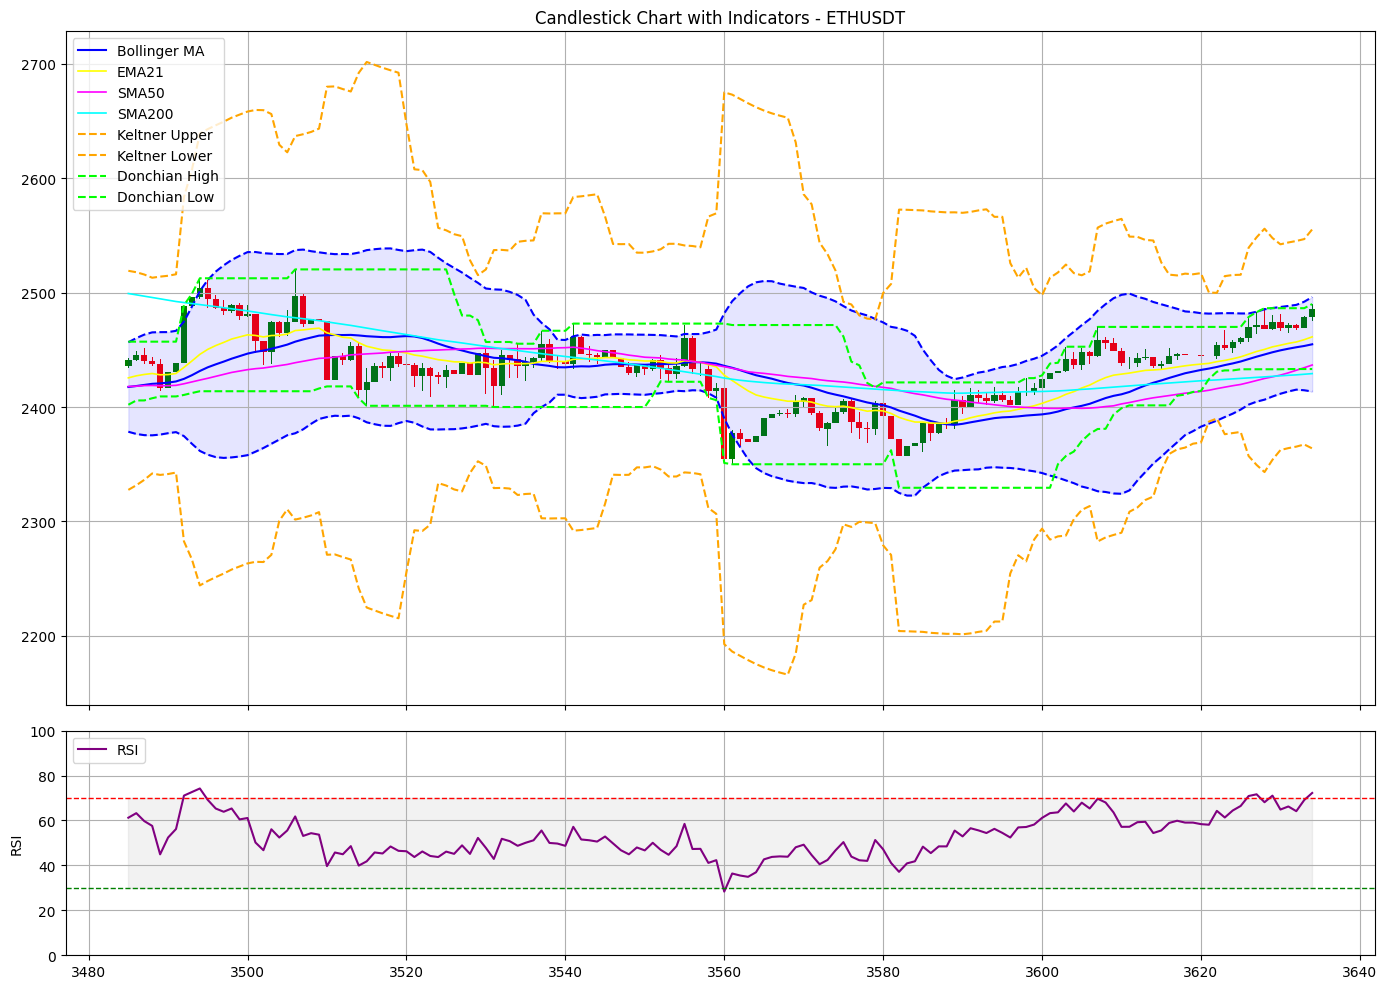 Candlestick Chart with Indicators - ETHUSDT
Bollinger MA
EMA21
SMA50
SMA200
Keltner Upper
Keltner Lower
Donchian High
Donchian Low
2700
2600
2500
2400
2300
2200
RSI
100
80
60
40
20
0
RSI
3480
3500
3520
3540
3560
3580
3600
3620
3640